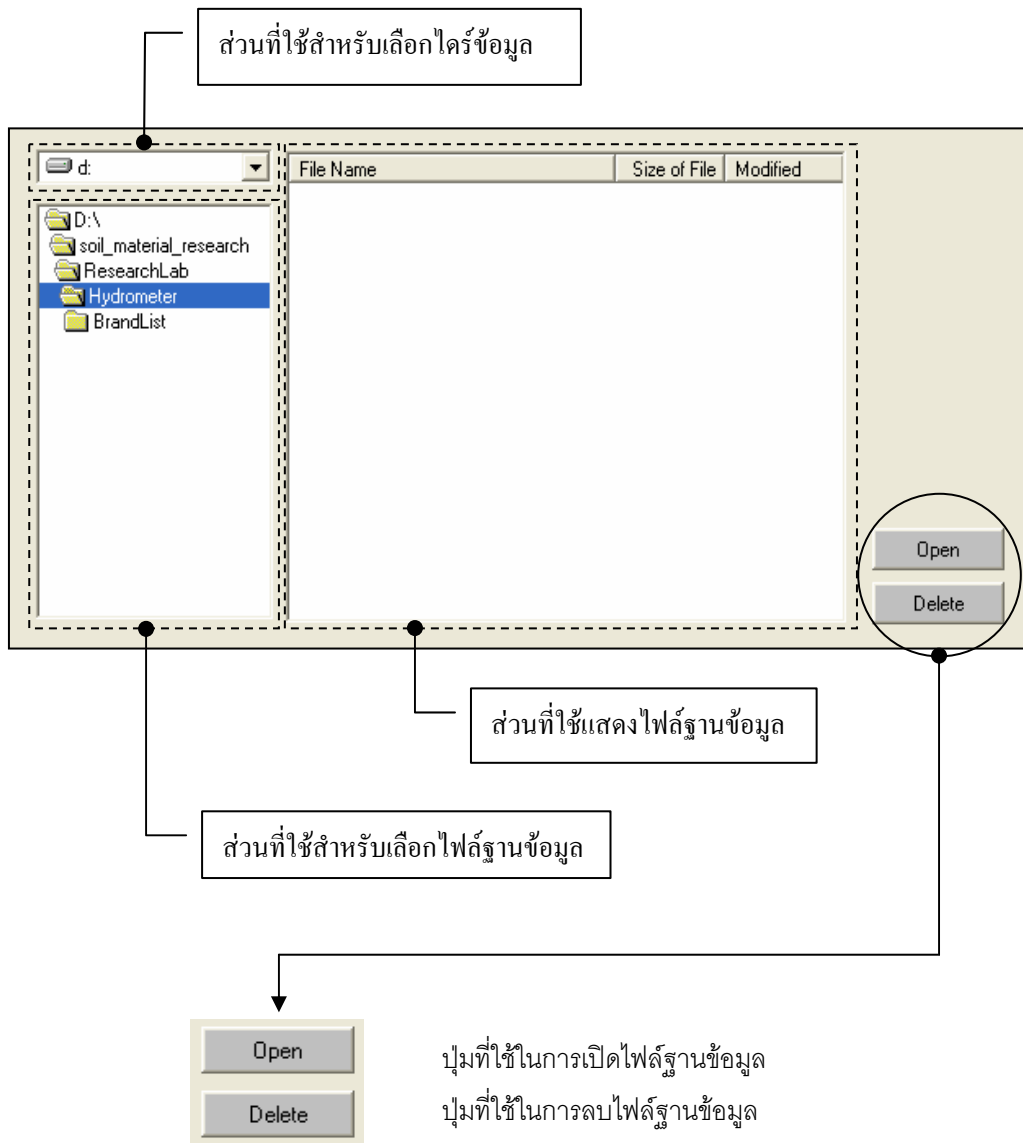 ส่วนที่ใช้สำหรับเลือกไดร์ข้อมูล
d:
File Name Size of File Modified
D:\
soil_material_research
ResearchLab
Hydrometer
BrandList
Open
Delete
ส่วนที่ใช้แสดงไฟล์ฐานข้อมูล
ส่วนที่ใช้สำหรับเลือกไฟล์ฐานข้อมูล
Open ปุ่มที่ใช้ในการเปิดไฟล์ฐานข้อมูล
Delete ปุ่มที่ใช้ในการลบไฟล์ฐานข้อมูล